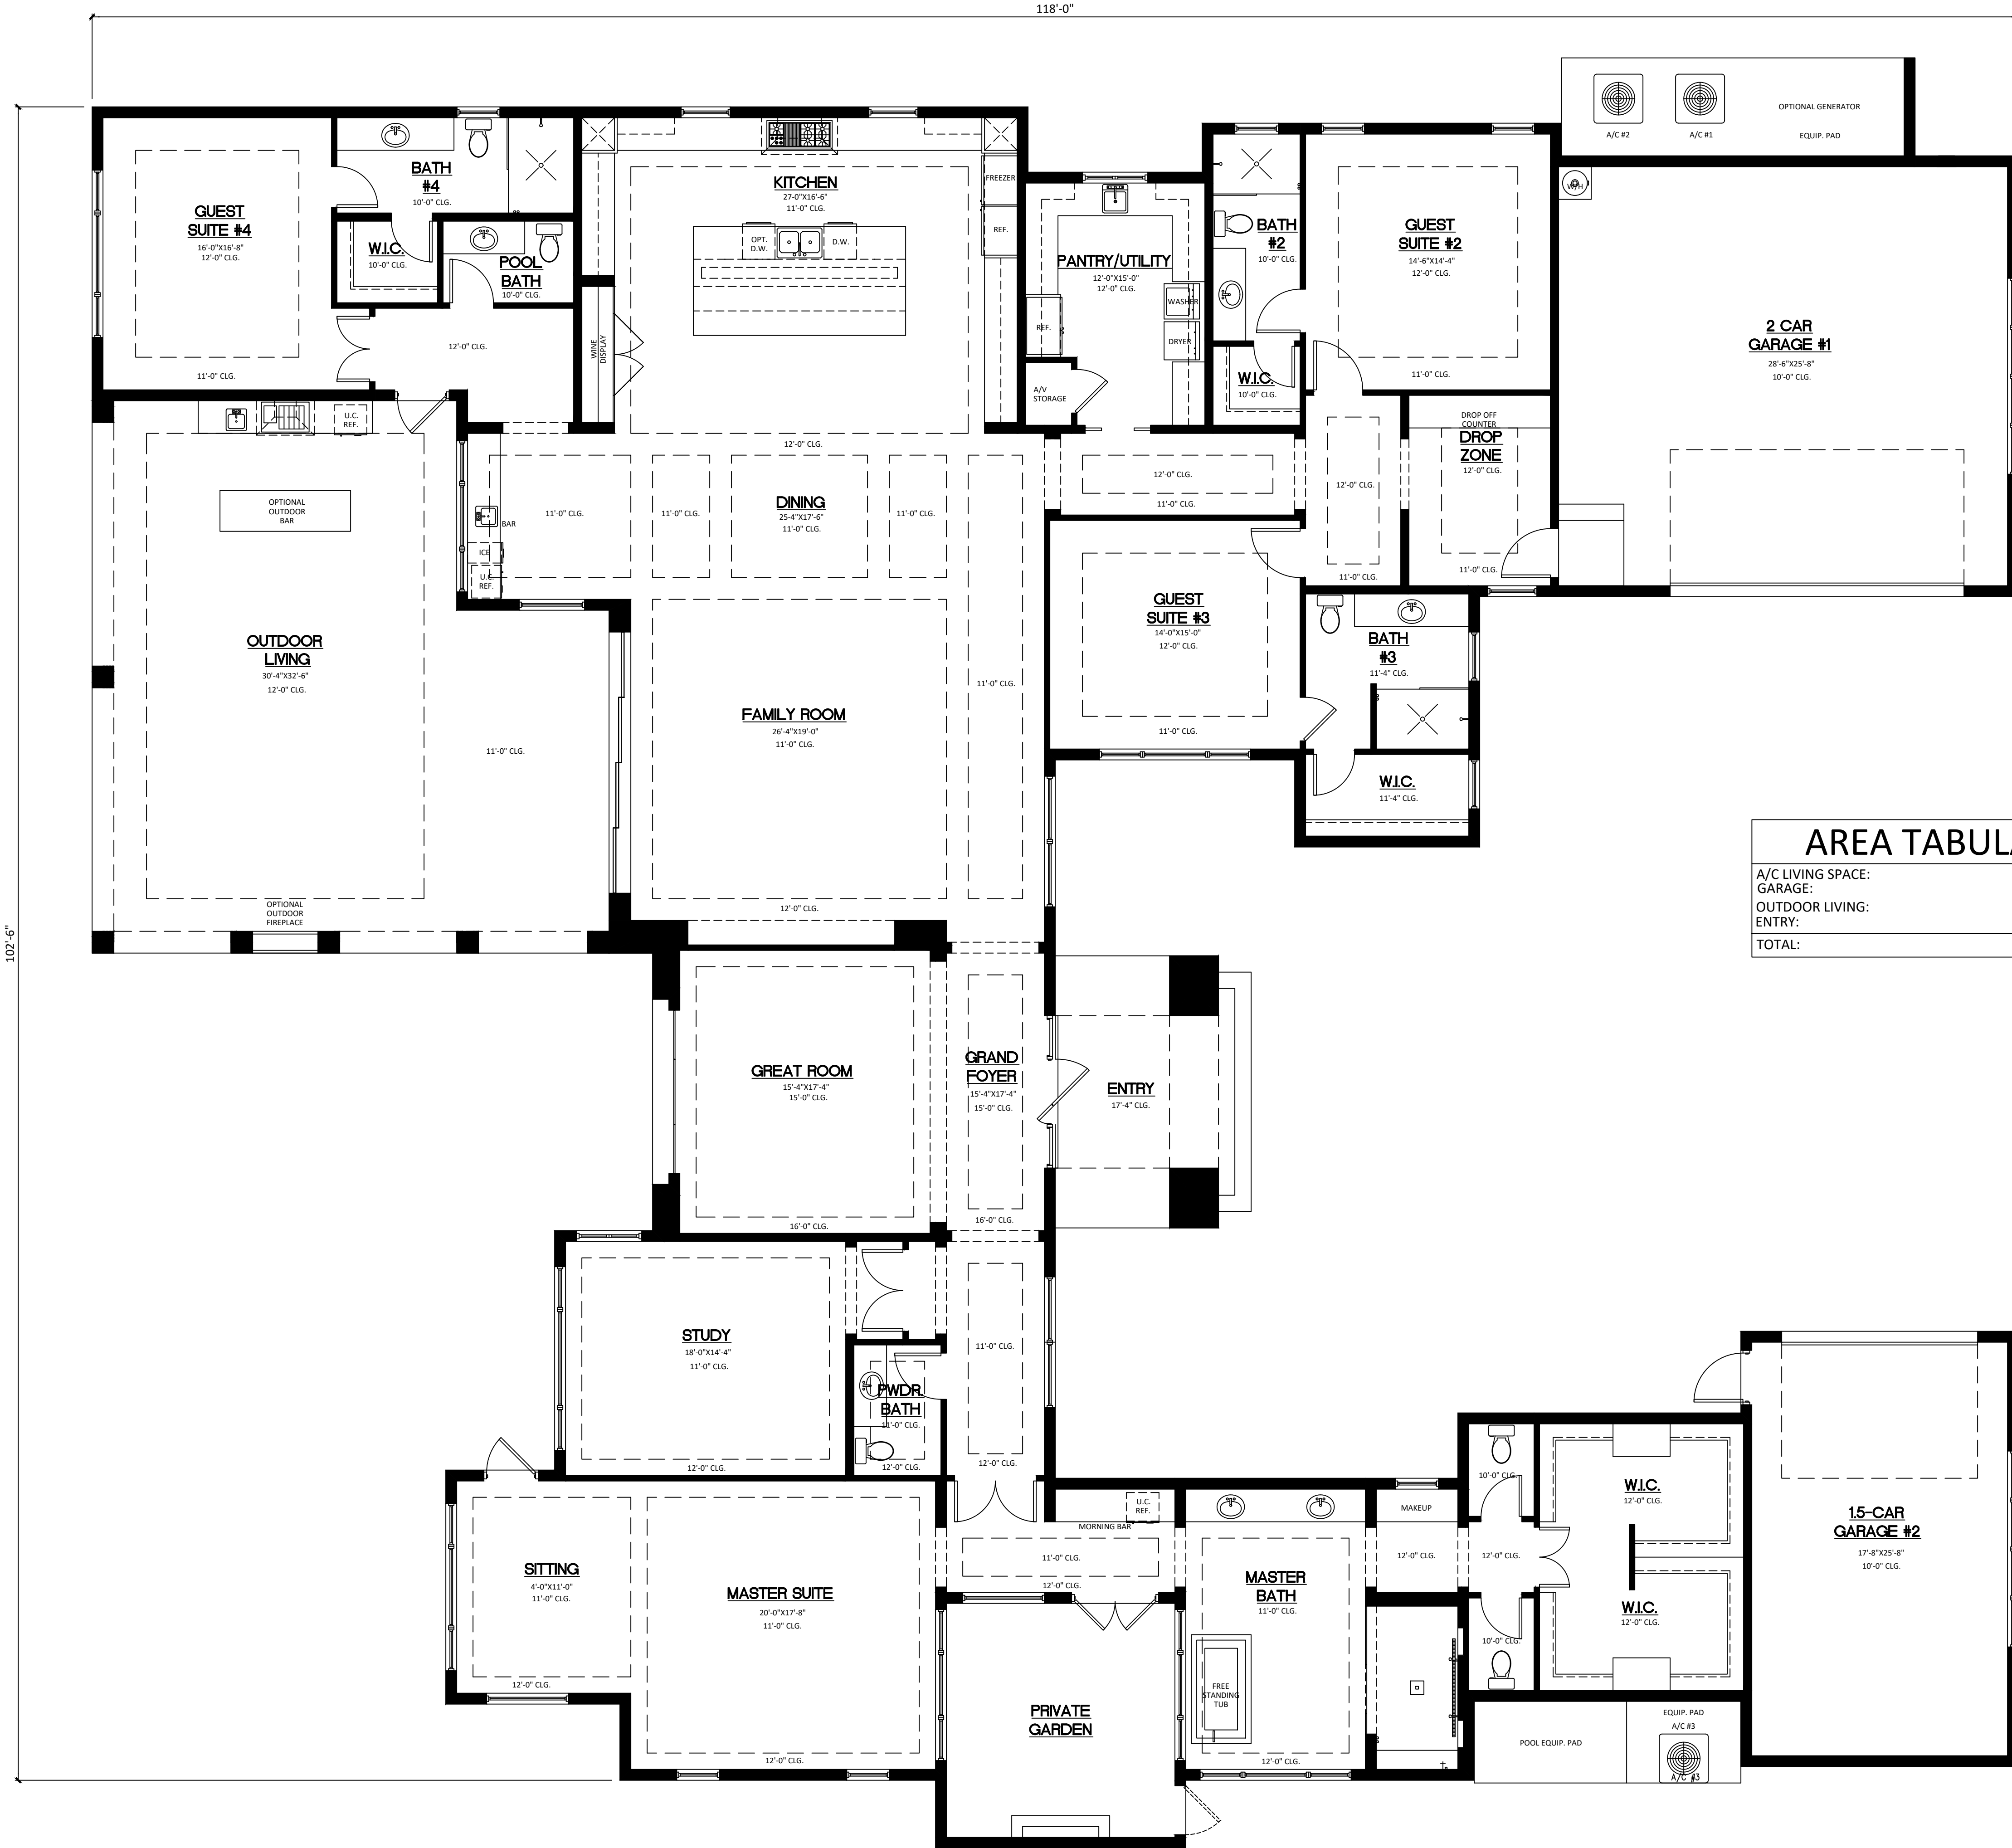 118'-0"
102'-6"
A/C #2
A/C #1
OPTIONAL GENERATOR
EQUIP. PAD
GUEST
SUITE #4
16'-0"X16'-8"
12'-0" CLG.
11'-0" CLG.
BATH
#4
10'-0" CLG.
W.I.C.
10'-0" CLG.
POOL
BATH
10'-0" CLG.
12'-0" CLG.
WINE
DISPLAY
KITCHEN
27-0"X16'-6"
11'-0" CLG.
OPT.
D.W.
D.W.
FREEZER
REF.
12'-0" CLG.
PANTRY/UTILITY
12'-0"X15'-0"
12'-0" CLG.
WASHER
DRYER
REF.
A/V
STORAGE
BATH
#2
10'-0" CLG.
W.I.C.
10'-0" CLG.
GUEST
SUITE #2
14'-6"X14'-4"
12'-0" CLG.
11'-0" CLG.
W/H
2 CAR
GARAGE #1
28'-6"X25'-8"
10'-0" CLG.
DROP OFF
COUNTER
DROP
ZONE
12'-0" CLG.
11'-0" CLG.
12'-0" CLG.
11'-0" CLG.
12'-0" CLG.
11'-0" CLG.
U.C.
REF.
OPTIONAL
OUTDOOR
BAR
OUTDOOR
LIVING
30'-4"X32'-6"
12'-0" CLG.
11'-0" CLG.
OPTIONAL
OUTDOOR
FIREPLACE
BAR
ICE
U.C.
REF.
11'-0" CLG.
11'-0" CLG.
DINING
25-4"X17'-6"
11'-0" CLG.
11'-0" CLG.
11'-0" CLG.
FAMILY ROOM
26'-4"X19'-0"
11'-0" CLG.
12'-0" CLG.
GUEST
SUITE #3
14'-0"X15'-0"
12'-0" CLG.
11'-0" CLG.
BATH
#3
11'-4" CLG.
W.I.C.
11'-4" CLG.
AREA TABULA
A/C LIVING SPACE:
GARAGE:
OUTDOOR LIVING:
ENTRY:
TOTAL:
GREAT ROOM
15'-4"X17'-4"
15'-0" CLG.
16'-0" CLG.
GRAND
FOYER
15'-4"X17'-4"
15'-0" CLG.
16'-0" CLG.
ENTRY
17'-4" CLG.
STUDY
18'-0"X14'-4"
11'-0" CLG.
12'-0" CLG.
PWDR.
BATH
11'-0" CLG.
12'-0" CLG.
11'-0" CLG.
12'-0" CLG.
SITTING
4'-0"X11'-0"
11'-0" CLG.
12'-0" CLG.
MASTER SUITE
20'-0"X17'-8"
11'-0" CLG.
12'-0" CLG.
U.C.
REF.
MORNING BAR
11'-0" CLG.
12'-0" CLG.
PRIVATE
GARDEN
MASTER
BATH
11'-0" CLG.
FREE
STANDING
TUB
12'-0" CLG.
MAKEUP
12'-0" CLG.
10'-0" CLG.
12'-0" CLG.
10'-0" CLG.
W.I.C.
12'-0" CLG.
W.I.C.
12'-0" CLG.
1.5-CAR
GARAGE #2
17'-8"X25'-8"
10'-0" CLG.
POOL EQUIP. PAD
EQUIP. PAD
A/C #3
A/C #3